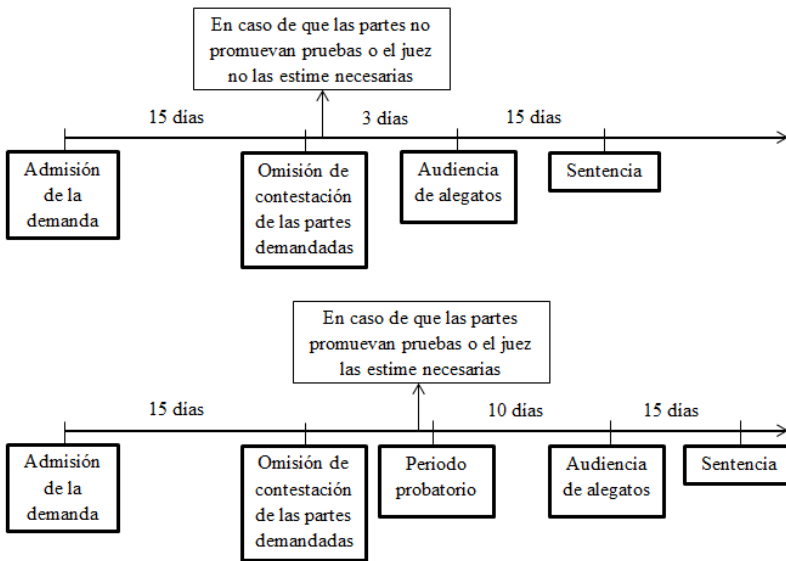 En caso de que las partes no
promuevan pruebas o el juez
no las estime necesarias
15 días
3 días
15 días
Admisión
de la
demanda
Omisión de
contestación
de las partes
demandadas
Audiencia
de alegatos
Sentencia
En caso de que las partes
promuevan pruebas o el juez
las estime necesarias
15 días
10 días
15 días
Admisión
de la
demanda
Omisión de
contestación
de las partes
demandadas
Periodo
probatorio
Audiencia
de alegatos
Sentencia